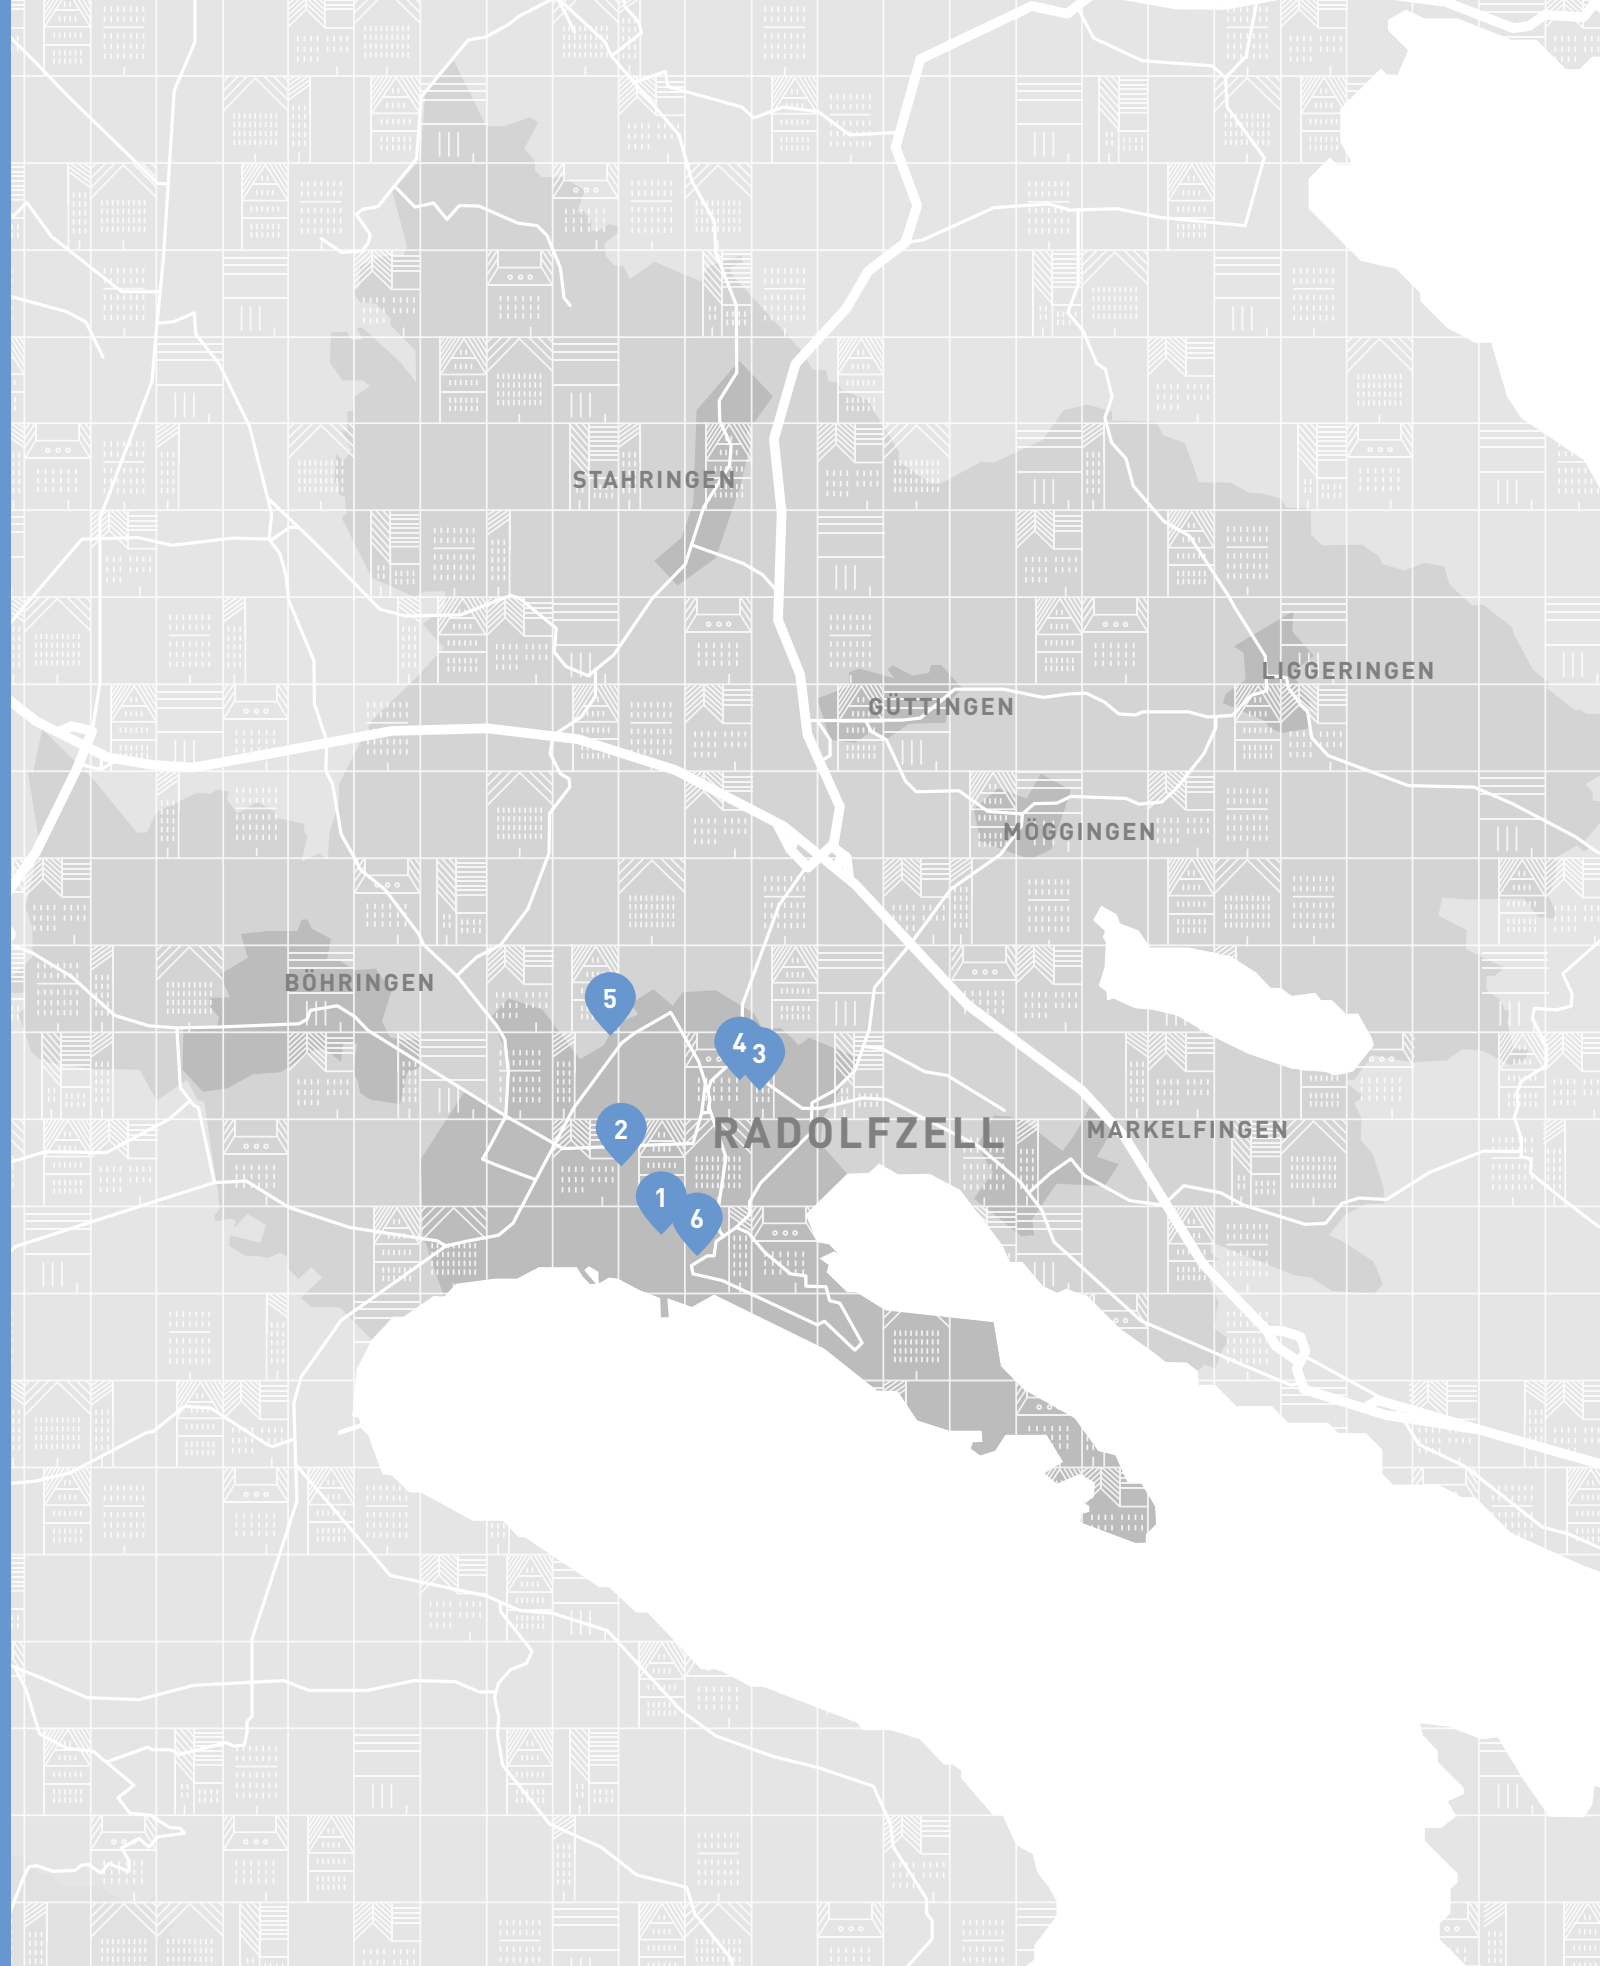 STAHRINGEN
LIGGERINGEN
GÜTTINGEN
MÖGGINGEN
BÖHRINGEN
5
4
3
RADOLFZELL
MARKELFINGEN
2
1
6